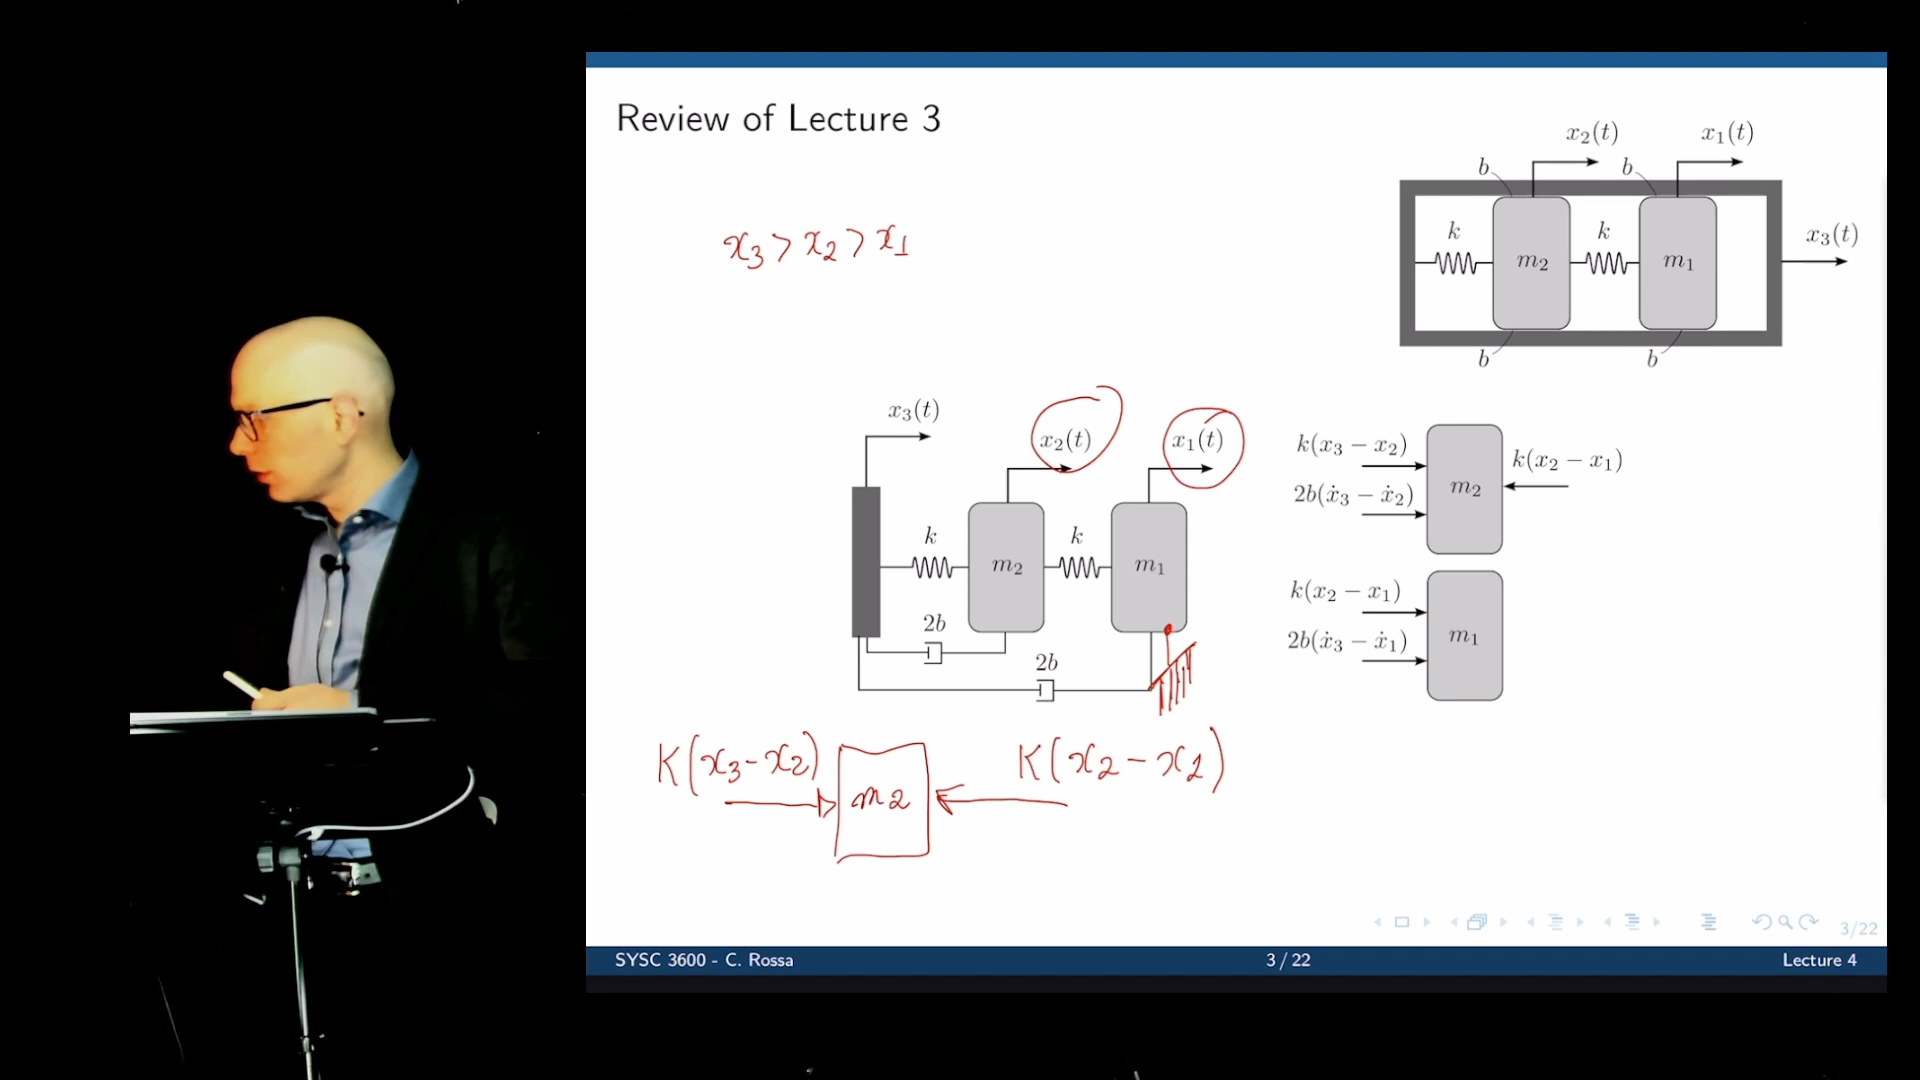 Review of Lecture 3
x₂(t) x₁(t)
b b
k k x₃(t)
m₂ m₁
b b
x₃ > x₂ > x₁
x₃(t)
x₂(t) x₁(t)
k k
m₂ m₁
2b
2b
k(x₃ − x₂)
k(x₂ − x₁)
2b(ẋ₃ − ẋ₂)
m₂
k(x₂ − x₁)
2b(ẋ₃ − ẋ₁)
m₁
K(x₃ - x₂) m₂ K(x₂ - x₁)
3/22
SYSC 3600 - C. Rossa 3 / 22 Lecture 4